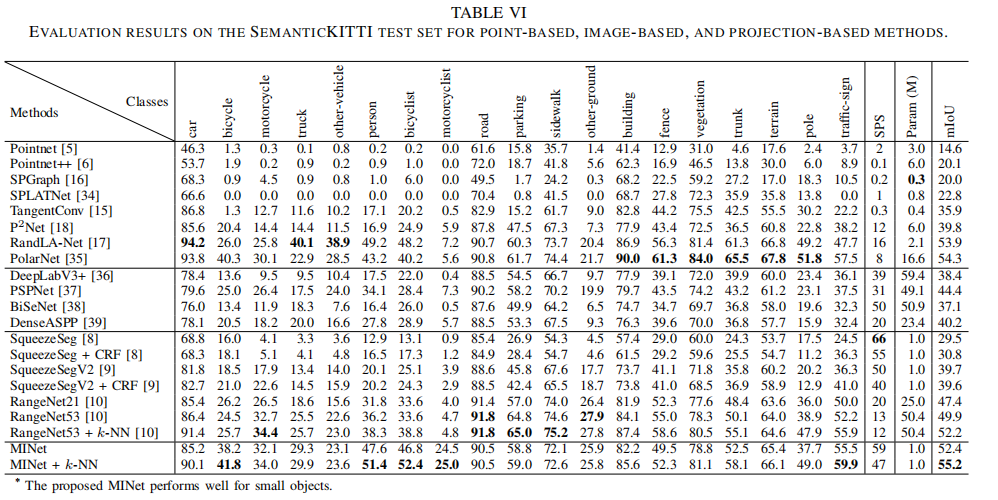 TABLE VI
EVALUATION RESULTS ON THE SEMANTICKITTI TEST SET FOR POINT-BASED, IMAGE-BASED, AND PROJECTION-BASED METHODS.
Methods Classes car bicycle motorcycle truck other-vehicle person bicyclist motorcyclist road parking sidewalk other-ground building fence vegetation trunk terrain pole traffic-sign SPS Param (M) mIoU
Pointnet [5] 46.3 1.3 0.3 0.1 0.8 0.2 0.2 0.0 61.6 15.8 35.7 1.4 41.4 12.9 31.0 4.6 17.6 2.4 3.7 2 3.0 14.6
Pointnet++ [6] 53.7 1.9 0.2 0.9 0.2 0.9 1.0 0.0 72.0 18.7 41.8 5.6 62.3 16.9 46.5 13.8 30.0 6.0 8.9 0.1 6.0 20.1
SPGraph [16] 68.3 0.9 4.5 0.9 0.8 1.0 6.0 0.0 49.5 1.7 24.2 0.3 68.2 22.5 59.2 27.2 17.0 18.3 10.5 0.2 0.3 20.0
SPLATNet [34] 66.6 0.0 0.0 0.0 0.0 0.0 0.0 0.0 70.4 0.8 41.5 0.0 68.7 27.8 72.3 35.9 35.8 13.8 0.0 1 0.8 22.8
TangentConv [15] 86.8 1.3 12.7 11.6 10.2 17.1 20.2 0.5 82.9 15.2 61.7 9.0 82.8 44.2 75.5 42.5 55.5 30.2 22.2 0.3 0.4 35.9
P²Net [18] 85.6 20.4 14.4 14.4 11.5 16.9 24.9 5.9 87.8 47.5 67.3 7.3 77.9 43.4 72.5 36.5 60.8 22.8 38.2 12 6.0 39.8
RandLA-Net [17] 94.2 26.0 25.8 40.1 38.9 49.2 48.2 7.2 90.7 60.3 73.7 20.4 86.9 56.3 81.4 61.3 66.8 49.2 47.7 16 2.1 53.9
PolarNet [35] 93.8 40.3 30.1 22.9 28.5 43.2 40.2 5.6 90.8 61.7 74.4 21.7 90.0 61.3 84.0 65.5 67.8 51.8 57.5 8 16.6 54.3
DeepLabV3+ [36] 78.4 13.6 9.5 9.5 10.4 17.5 22.0 0.4 88.5 54.5 66.7 9.7 77.9 39.1 72.0 39.9 60.0 23.4 36.1 39 59.4 38.4
PSPNet [37] 79.6 25.0 26.4 17.5 24.0 34.1 28.4 7.3 90.2 58.2 70.2 19.9 79.7 43.5 74.2 43.2 61.2 23.1 37.5 31 49.1 44.4
BiSeNet [38] 76.0 13.4 11.9 18.3 7.6 16.4 26.0 0.5 87.6 49.9 64.2 6.5 74.7 34.7 69.7 36.8 58.0 18.6 32.3 50 50.9 37.1
DenseASPP [39] 78.1 20.5 18.2 20.0 16.6 27.8 28.9 5.7 88.5 53.3 67.5 9.3 76.3 39.6 70.0 36.8 57.7 15.9 32.4 20 23.4 40.2
SqueezeSeg [8] 68.8 16.0 4.1 3.3 3.6 12.9 13.1 0.9 85.4 26.9 54.3 4.5 57.4 29.0 60.0 24.3 53.7 17.5 24.5 66 1.0 29.5
SqueezeSeg + CRF [8] 68.3 18.1 5.1 4.1 4.8 16.5 17.3 1.2 84.9 28.4 54.7 4.6 61.5 29.2 59.6 25.5 54.7 11.2 36.3 55 1.0 30.8
SqueezeSegV2 [9] 81.8 18.5 17.9 13.4 14.0 20.1 25.1 3.9 88.6 45.8 67.6 17.7 73.7 41.1 71.8 35.8 60.2 20.2 36.3 50 1.0 39.7
SqueezeSegV2 + CRF [9] 82.7 21.0 22.6 14.5 15.9 20.2 24.3 2.9 88.5 42.4 65.5 18.7 73.8 41.0 68.5 36.9 58.9 12.9 41.0 40 1.0 39.6
RangeNet21 [10] 85.4 26.2 26.5 18.6 15.6 31.8 33.6 4.0 91.4 57.0 74.0 26.4 81.9 52.3 77.6 48.4 63.6 36.0 50.0 20 25.0 47.4
RangeNet53 [10] 86.4 24.5 32.7 25.5 22.6 36.2 33.6 4.7 91.8 64.8 74.6 27.9 84.1 55.0 78.3 50.1 64.0 38.9 52.2 13 50.4 49.9
RangeNet53 + k-NN [10] 91.4 25.7 34.4 25.7 23.0 38.3 38.8 4.8 91.8 65.0 75.2 27.8 87.4 58.6 80.5 55.1 64.6 47.9 55.9 12 50.4 52.2
MINet 85.2 38.2 32.1 29.3 23.1 47.6 46.8 24.5 90.5 58.8 72.1 25.9 82.2 49.5 78.8 52.5 65.4 37.7 55.5 59 1.0 52.4
MINet + k-NN 90.1 41.8 34.0 29.9 23.6 51.4 52.4 25.0 90.5 59.0 72.6 25.8 85.6 52.3 81.1 58.1 66.1 49.0 59.9 47 1.0 55.2
* The proposed MINet performs well for small objects.